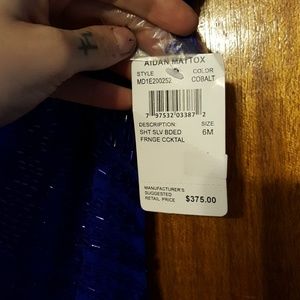 AIDAN MATTOX
STYLE COLOR
MD1E200252 COBALT
7 97532 03387 2
DESCRIPTION: SIZE
SHT SLV BDED 6M
FRNGE CCKTAL
MANUFACTURER'S
SUGGESTED
RETAIL PRICE $375.00